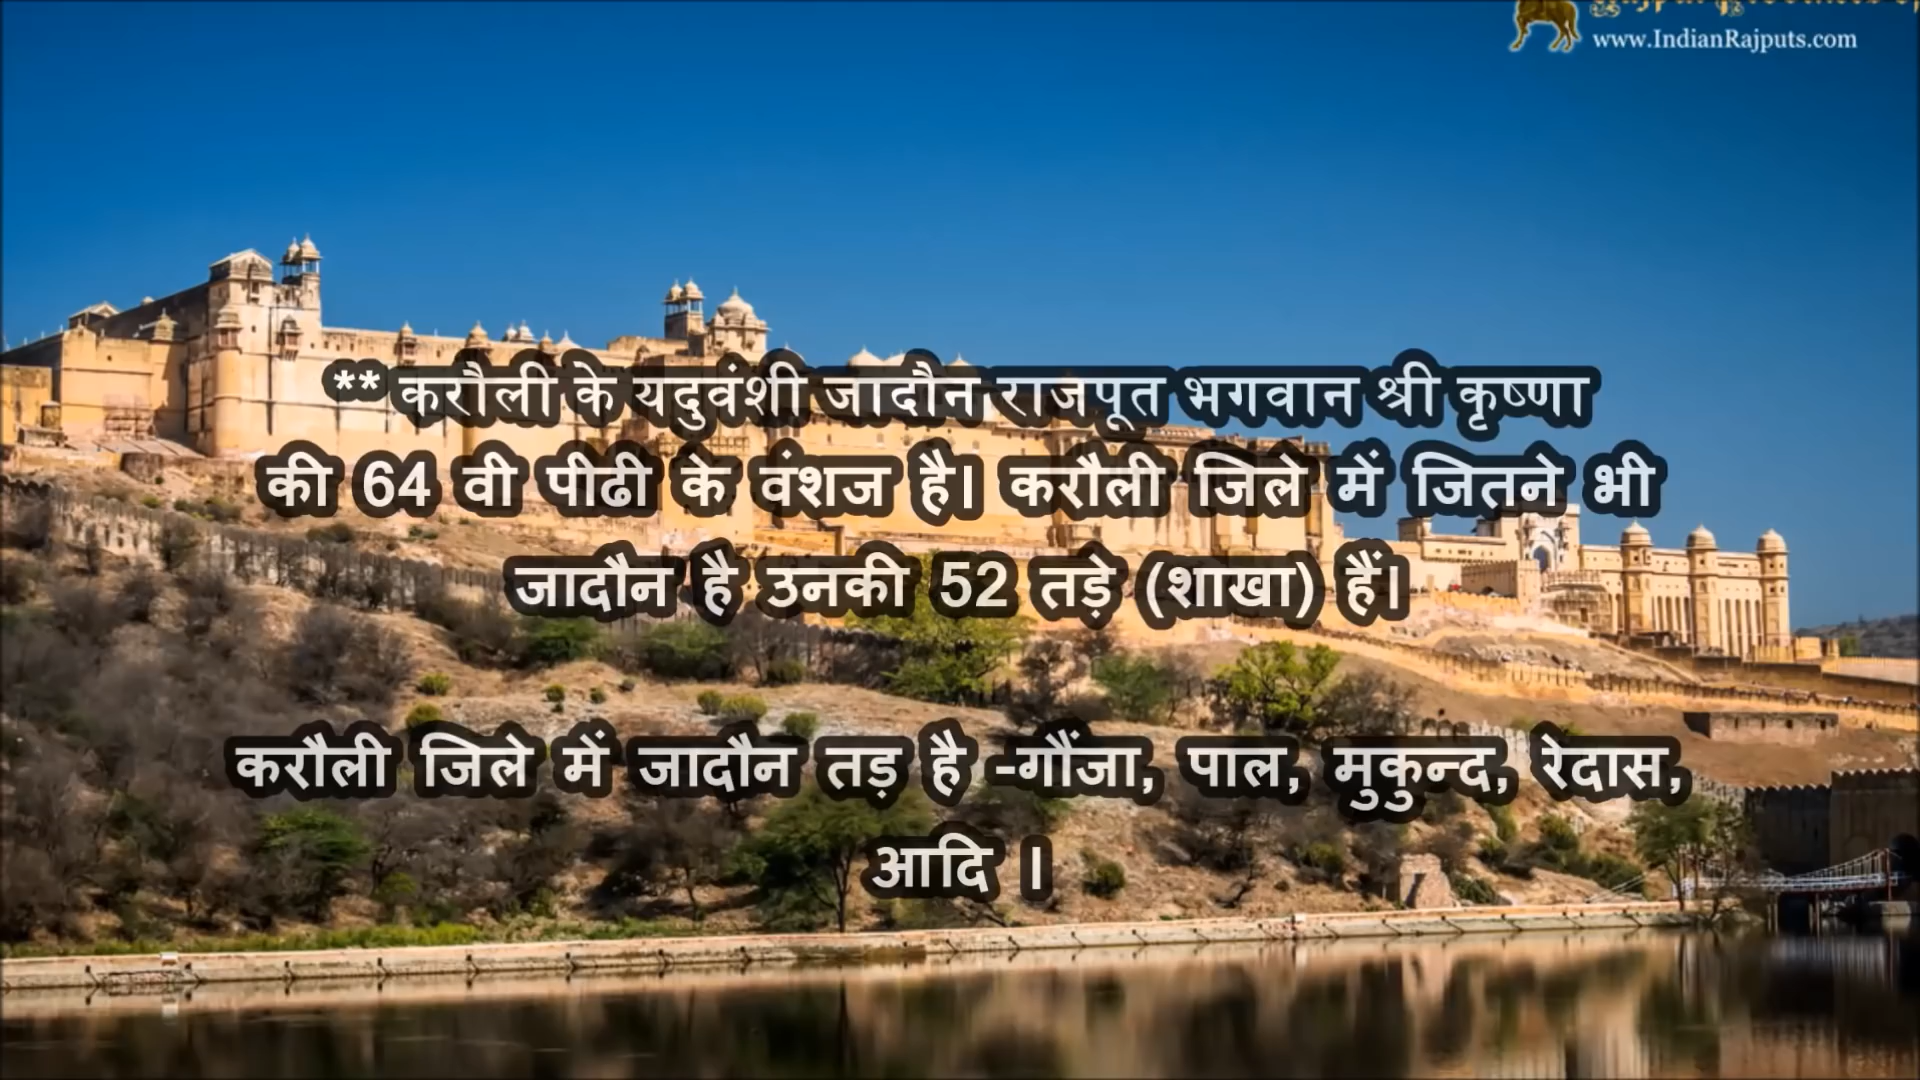 www.IndianRajputs.com
** करौली के यदुवंशी जादौन राजपूत भगवान श्री कृष्णा
की 64 वी पीढी के वंशज है। करौली जिले में जितने भी
जादौन है उनकी 52 तड़े (शाखा) हैं।
करौली जिले में जादौन तड़ है -गौंजा, पाल, मुकुन्द, रेदास,
आदि ।